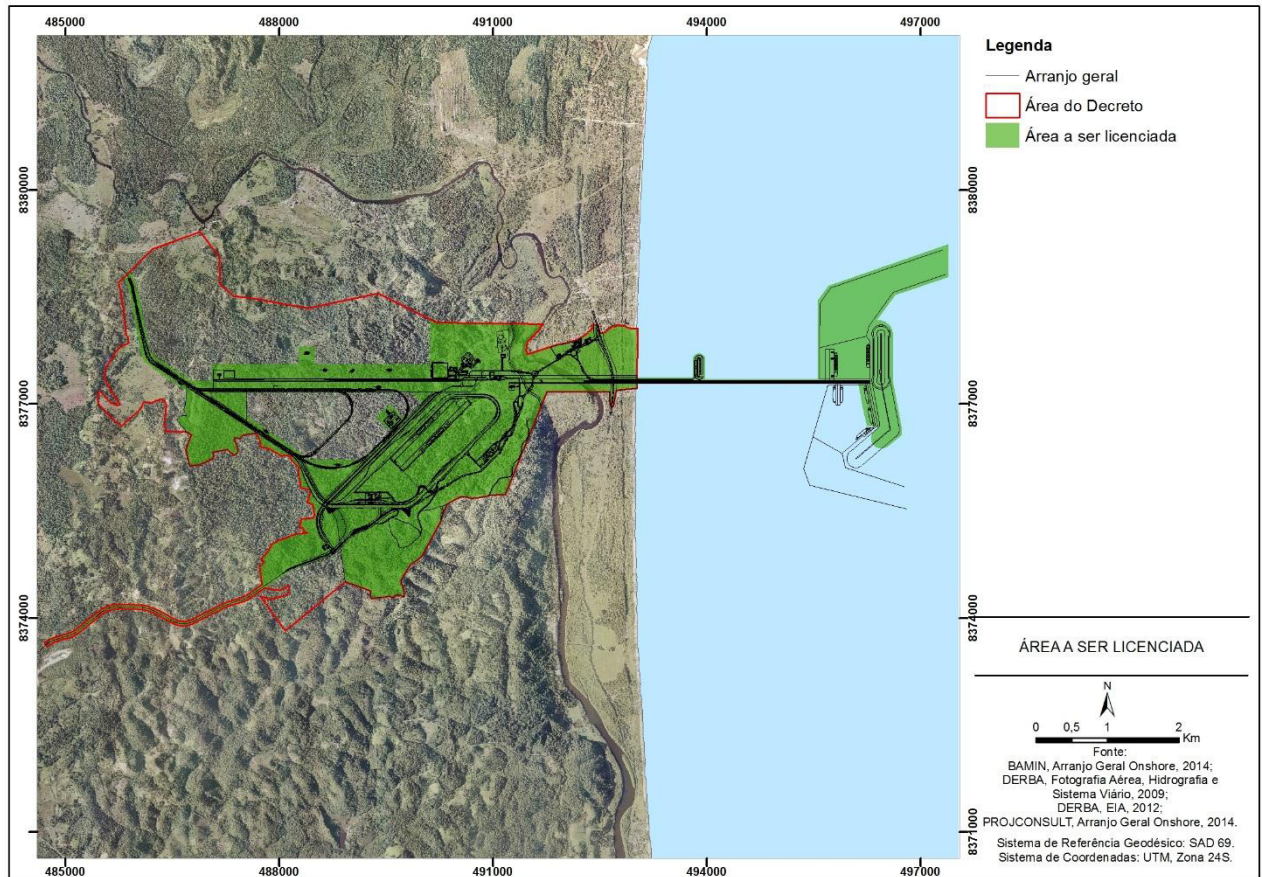 485000 488000 491000 494000 497000
8380000 8380000
8377000 8377000
8374000 8374000
8371000 8371000
485000 488000 491000 494000 497000
Legenda
Arranjo geral
Área do Decreto
Área a ser licenciada
ÁREA A SER LICENCIADA
N
0 0,5 1 2
Km
Fonte:
BAMIN, Arranjo Geral Onshore, 2014;
DERBA, Fotografia Aérea, Hidrografia e
Sistema Viário, 2009;
DERBA, EIA, 2012;
PROJCONSULT, Arranjo Geral Onshore, 2014.
Sistema de Referência Geodésico: SAD 69.
Sistema de Coordenadas: UTM, Zona 24S.